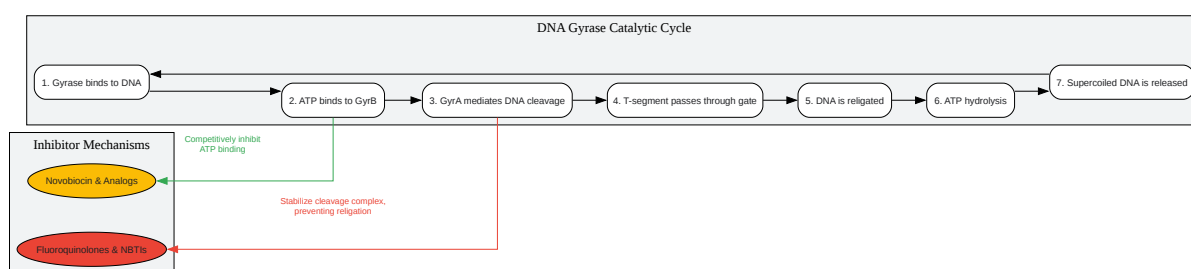 DNA Gyrase Catalytic Cycle
1. Gyrase binds to DNA
2. ATP binds to GyrB
3. GyrA mediates DNA cleavage
4. T-segment passes through gate
5. DNA is religated
6. ATP hydrolysis
7. Supercoiled DNA is released
Competitively inhibit
ATP binding
Inhibitor Mechanisms
Novobiocin & Analogs
Stabilize cleavage complex,
preventing religation
Fluoroquinolones & NBTIs